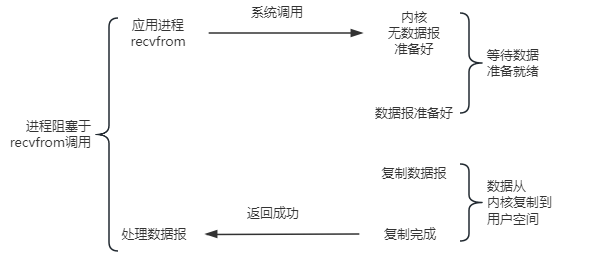 应用进程
recvfrom
系统调用
内核
无数据报
准备好
等待数据
准备就绪
数据报准备好
进程阻塞于
recvfrom调用
复制数据报
数据从
内核复制到
用户空间
处理数据报
返回成功
复制完成